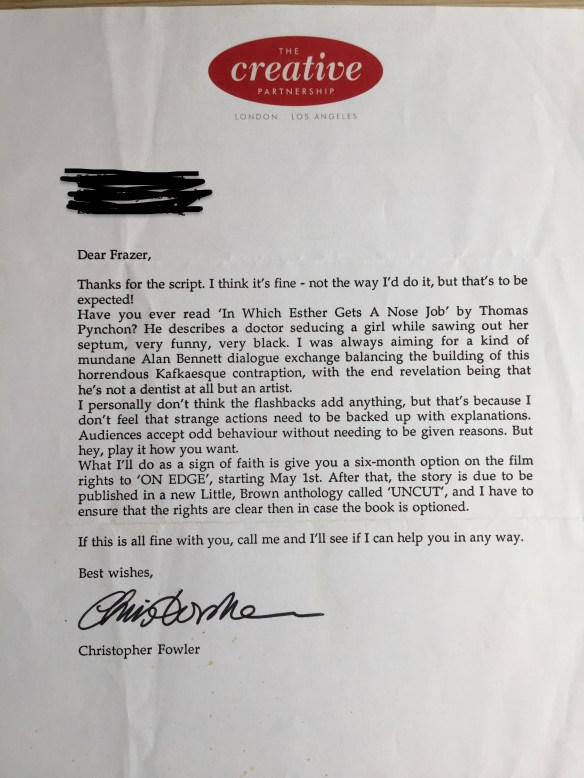 THE
creative
PARTNERSHIP
LONDON LOS ANGELES
Dear Frazer,
Thanks for the script. I think it's fine - not the way I'd do it, but that's to be
expected!
Have you ever read 'In Which Esther Gets A Nose Job' by Thomas
Pynchon? He describes a doctor seducing a girl while sawing out her
septum, very funny, very black. I was always aiming for a kind of
mundane Alan Bennett dialogue exchange balancing the building of this
horrendous Kafkaesque contraption, with the end revelation being that
he's not a dentist at all but an artist.
I personally don't think the flashbacks add anything, but that's because I
don't feel that strange actions need to be backed up with explanations.
Audiences accept odd behaviour without needing to be given reasons. But
hey, play it how you want.
What I'll do as a sign of faith is give you a six-month option on the film
rights to 'ON EDGE', starting May 1st. After that, the story is due to be
published in a new Little, Brown anthology called 'UNCUT', and I have to
ensure that the rights are clear then in case the book is optioned.
If this is all fine with you, call me and I'll see if I can help you in any way.
Best wishes,
Christopher
Christopher Fowler